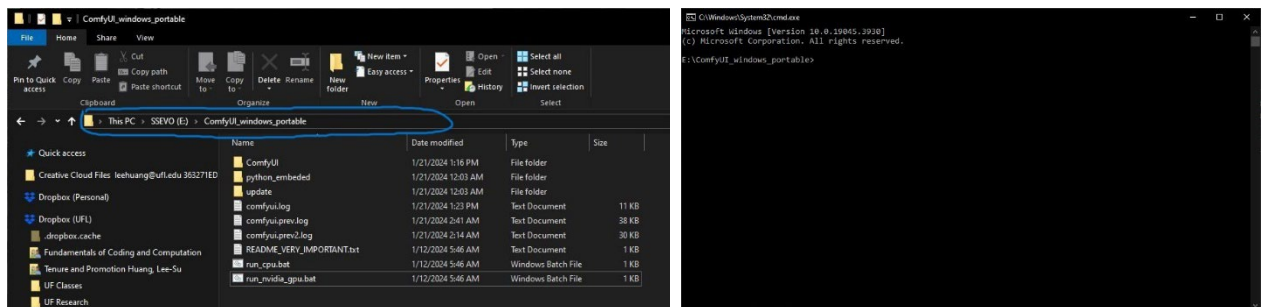 ComfyUI_windows_portable
File Home Share View
Pin to Quick access
Copy
Paste
Cut
Copy path
Paste shortcut
Clipboard
Move to
Copy to
Delete
Rename
Organize
New folder
New item
Easy access
New
Properties
Open
Edit
History
Open
Select all
Select none
Invert selection
Select
This PC > SSEVO (E:) > ComfyUI_windows_portable
Quick access
Creative Cloud Files leehuang@ufl.edu 363271ED
Dropbox (Personal)
Dropbox (UFL)
.dropbox.cache
Fundamentals of Coding and Computation
Tenure and Promotion Huang, Lee-Su
UF Classes
UF Research
Name Date modified Type Size
ComfyUI 1/21/2024 1:16 PM File folder
python_embeded 1/21/2024 12:03 AM File folder
update 1/21/2024 12:03 AM File folder
comfyui.log 1/21/2024 1:23 PM Text Document 11 KB
comfyui.prev.log 1/21/2024 2:41 AM Text Document 38 KB
comfyui.prev2.log 1/21/2024 2:14 AM Text Document 30 KB
README_VERY_IMPORTANT.txt 1/12/2024 5:46 AM Text Document 1 KB
run_cpu.bat 1/12/2024 5:46 AM Windows Batch File 1 KB
run_nvidia_gpu.bat 1/12/2024 5:46 AM Windows Batch File 1 KB
C:\Windows\System32\cmd.exe
Microsoft Windows [Version 10.0.19045.3930]
(c) Microsoft Corporation. All rights reserved.
E:\ComfyUI_windows_portable>